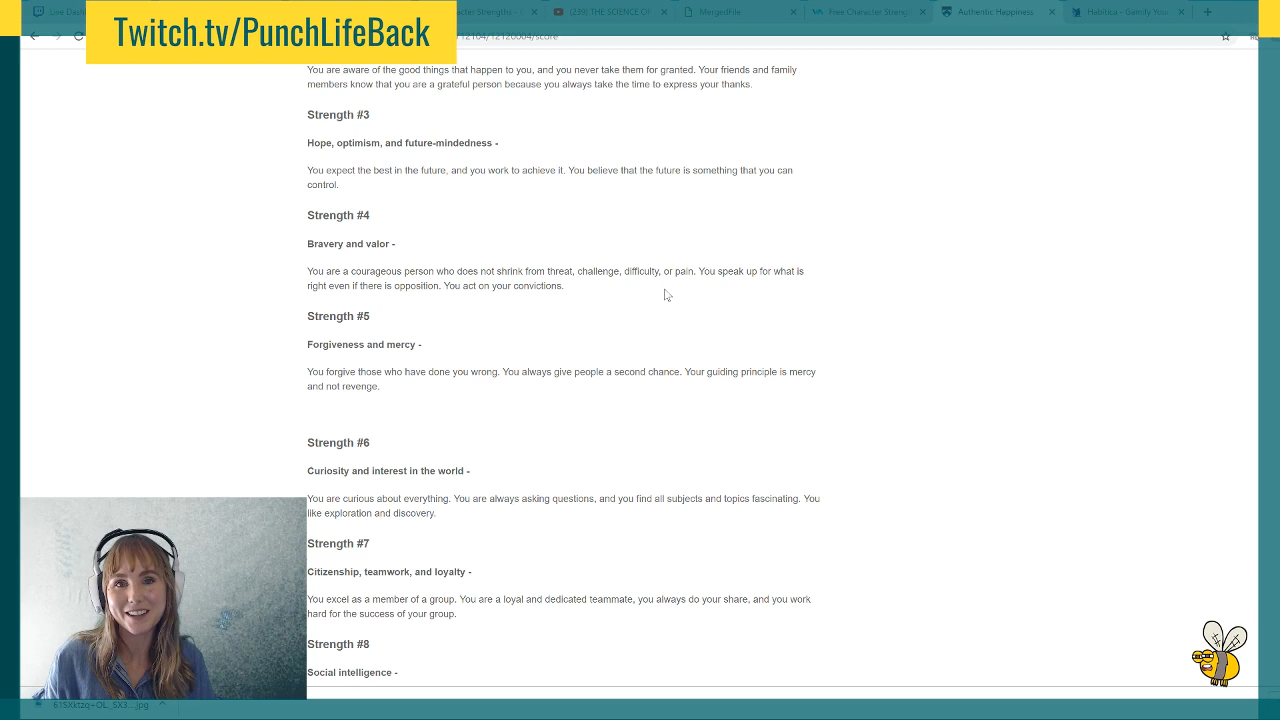 Twitch.tv/PunchLifeBack
(239) THE SCIENCE OF
MergedFile
Free Character Streng
Authentic Happiness
Habitica - Gamify You
You are aware of the good things that happen to you, and you never take them for granted. Your friends and family
members know that you are a grateful person because you always take the time to express your thanks.
Strength #3
Hope, optimism, and future-mindedness -
You expect the best in the future, and you work to achieve it. You believe that the future is something that you can
control.
Strength #4
Bravery and valor -
You are a courageous person who does not shrink from threat, challenge, difficulty, or pain. You speak up for what is
right even if there is opposition. You act on your convictions.
Strength #5
Forgiveness and mercy -
You forgive those who have done you wrong. You always give people a second chance. Your guiding principle is mercy
and not revenge.
Strength #6
Curiosity and interest in the world -
You are curious about everything. You are always asking questions, and you find all subjects and topics fascinating. You
like exploration and discovery.
Strength #7
Citizenship, teamwork, and loyalty -
You excel as a member of a group. You are a loyal and dedicated teammate, you always do your share, and you work
hard for the success of your group.
Strength #8
Social intelligence -